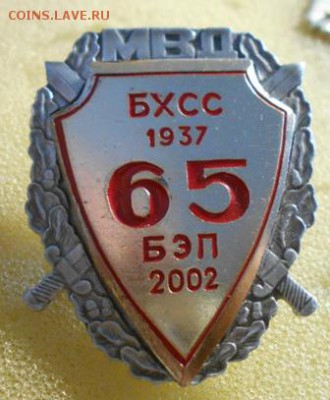 COINS.LAVE.RU
МВД
БХСС
1937
65
БЭП
2002